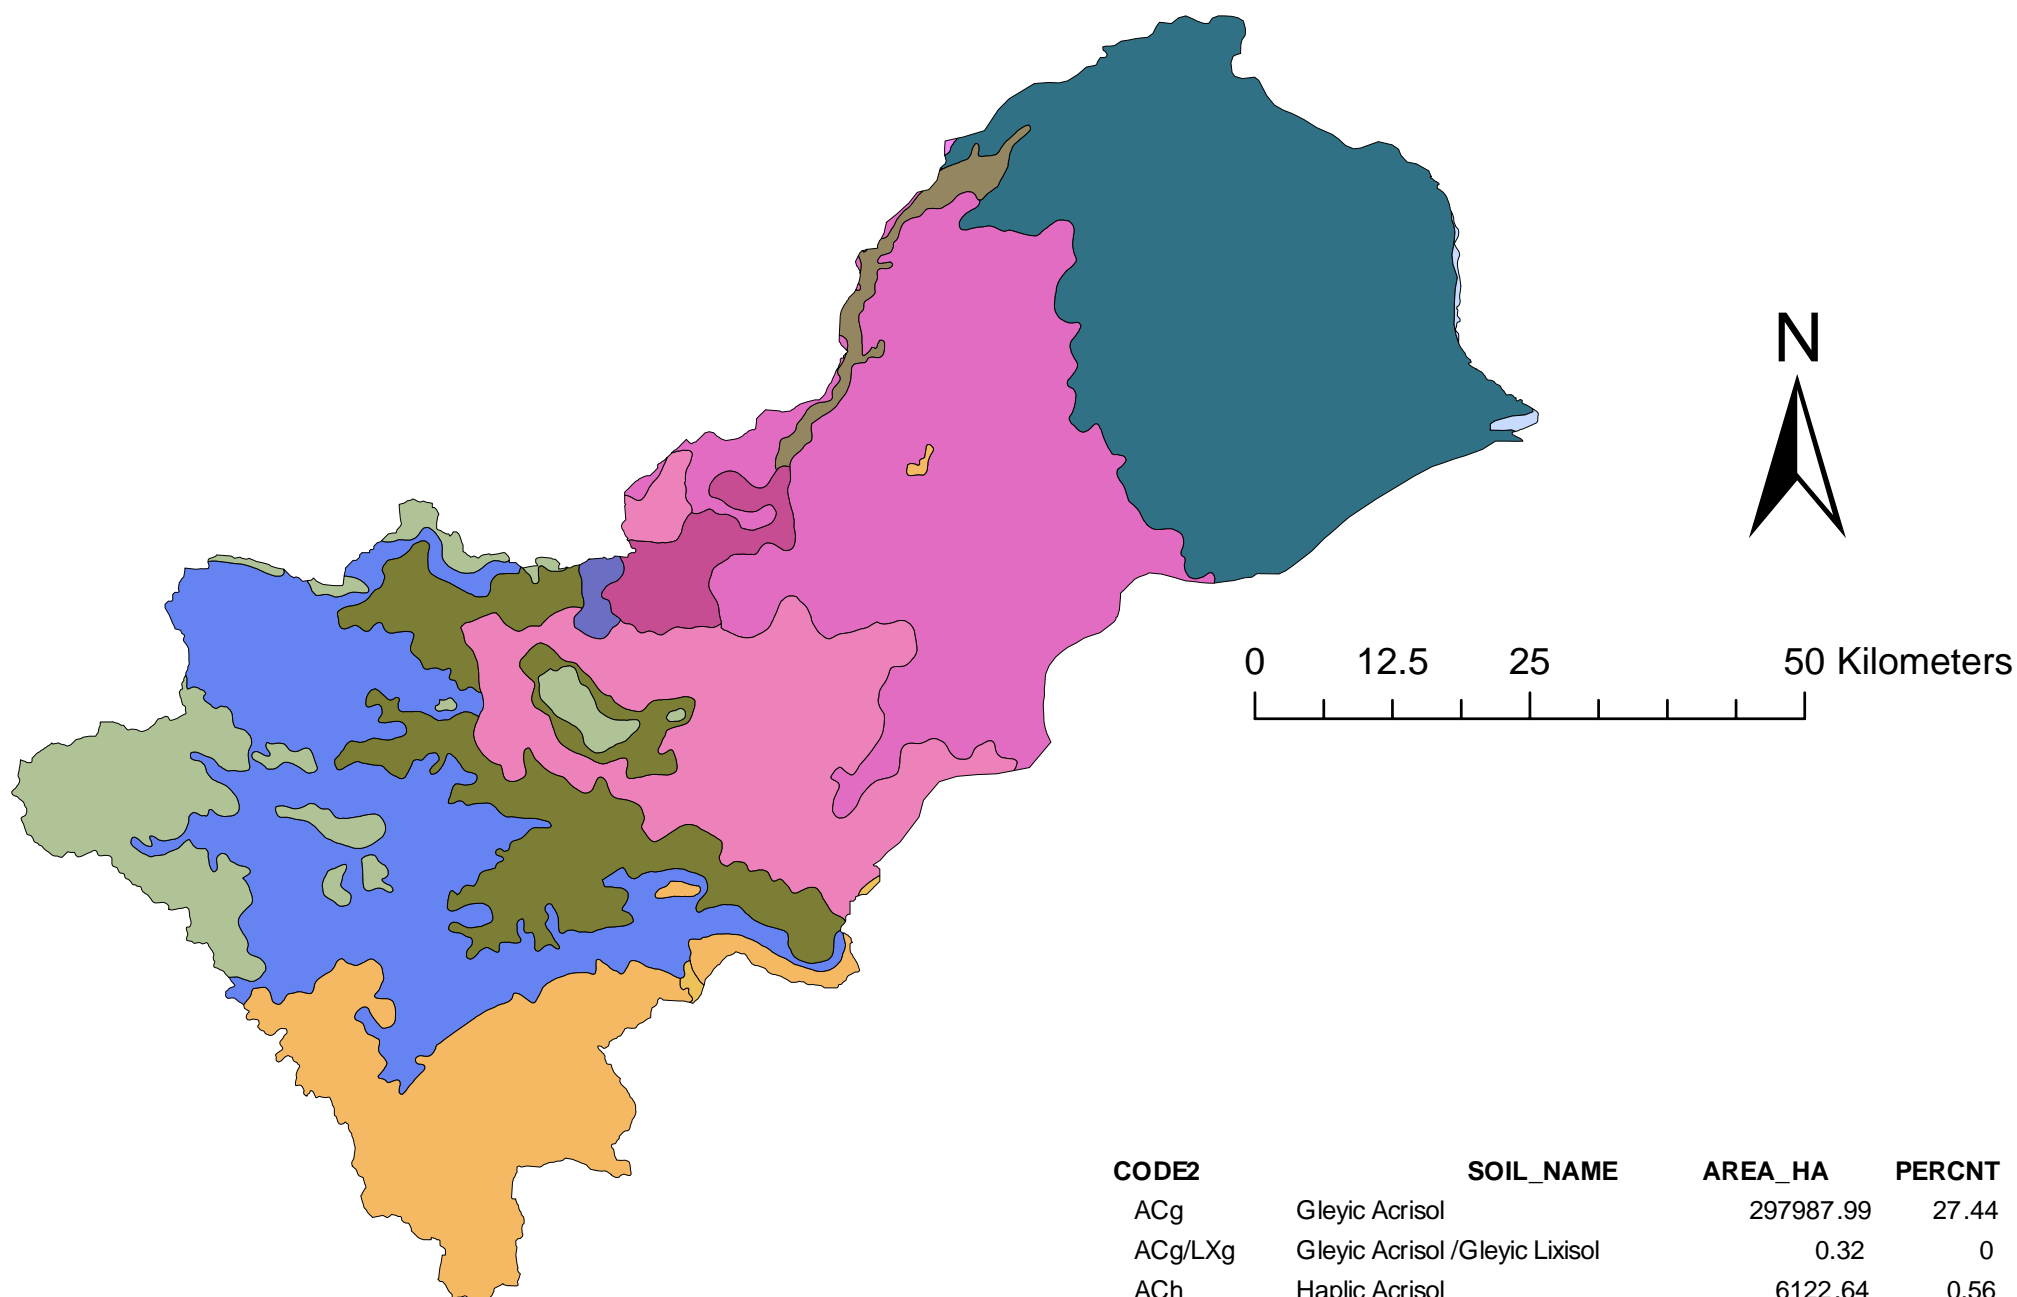 N
0 12.5 25 50 Kilometers
CODE2 SOIL_NAME AREA_HA PERCNT
ACg Gleyic Acrisol 297987.99 27.44
ACg/LXg Gleyic Acrisol /Gleyic Lixisol 0.32 0
ACh Haplic Acrisol 6122.64 0.56